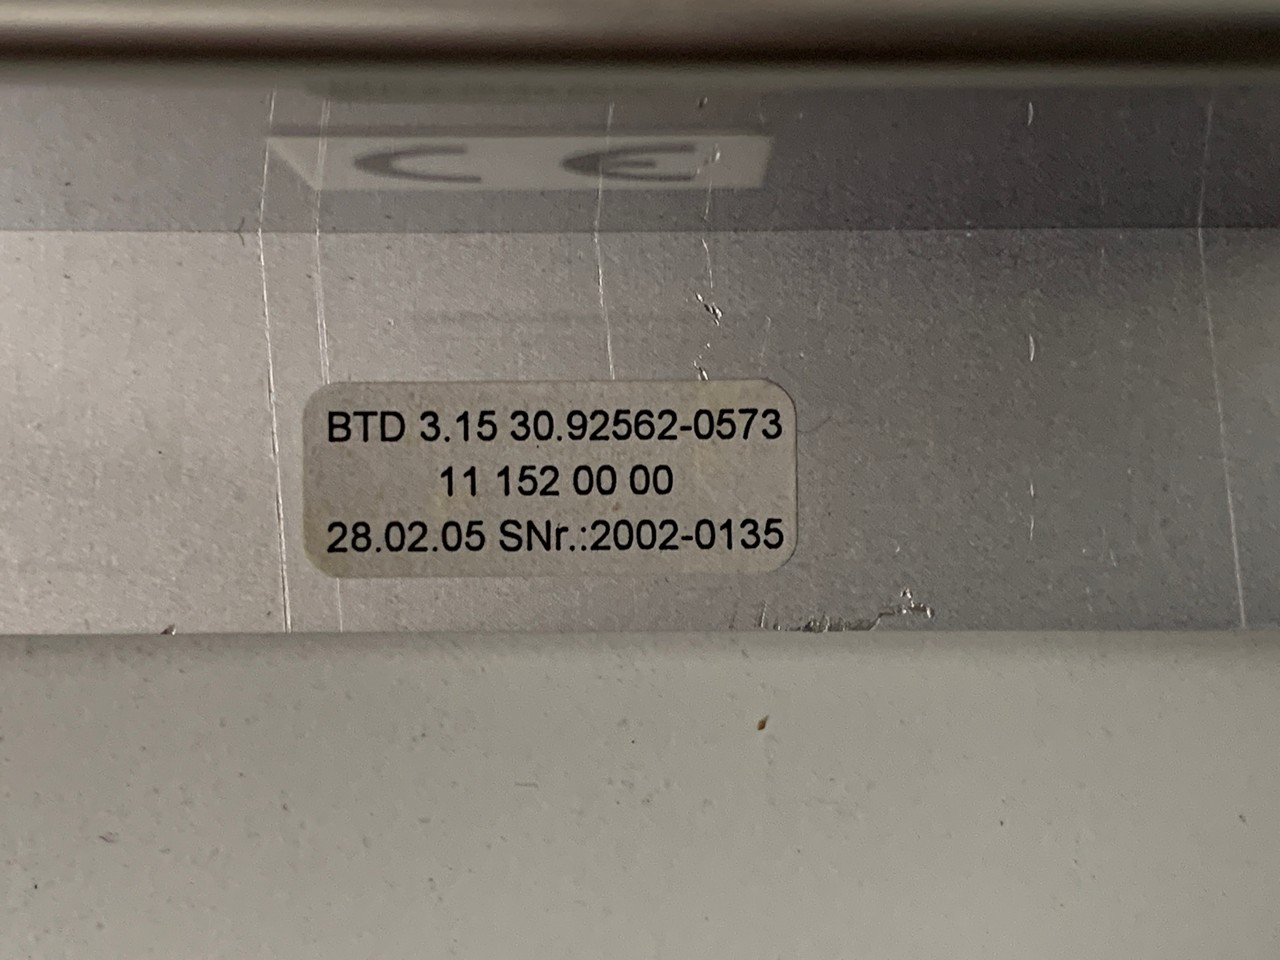 CE
BTD 3.15 30.92562-0573
11 152 00 00
28.02.05 SNr.:2002-0135